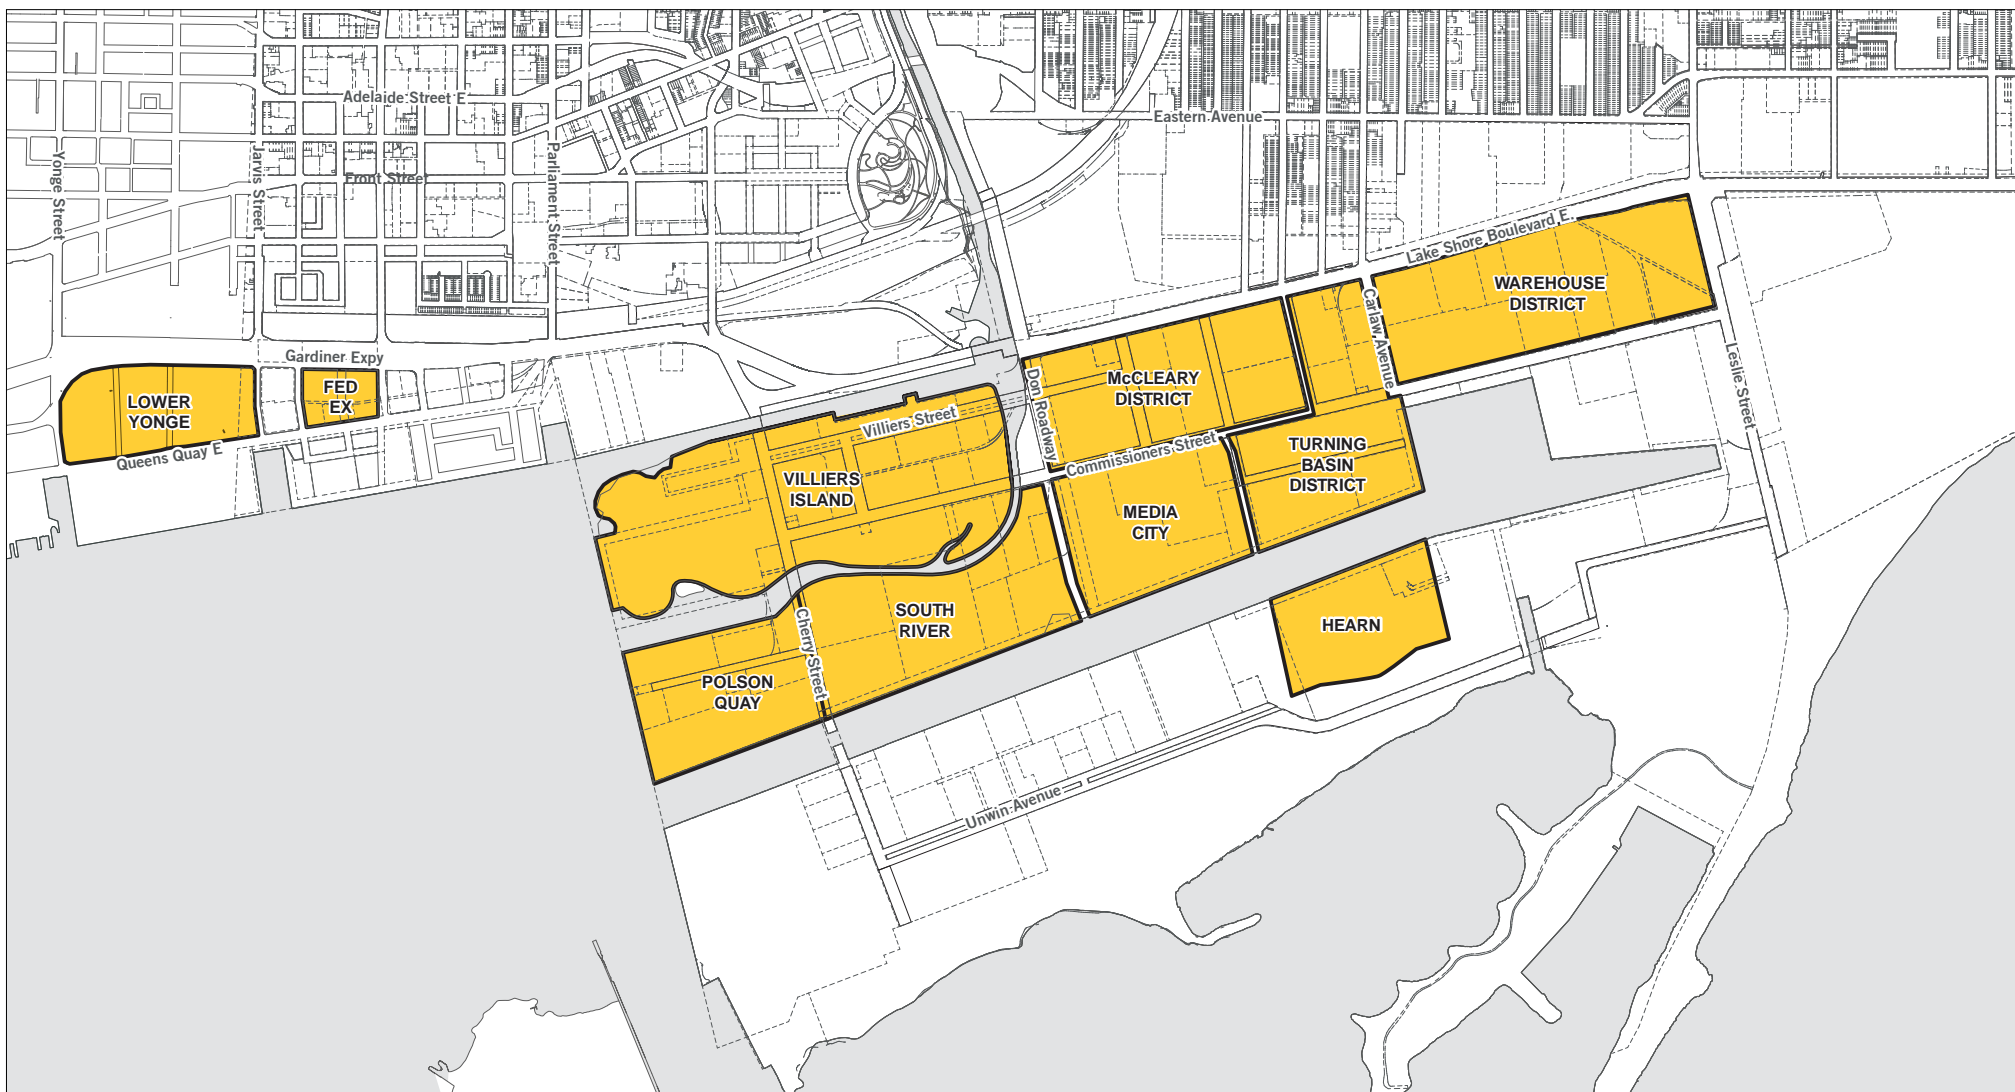 Adelaide Street E
Eastern Avenue
Yonge Street
Jarvis Street
Front Street
Parliament Street
Lake Shore Boulevard E.
WAREHOUSE
DISTRICT
Carlaw Avenue
Leslie Street
Gardiner Expy
LOWER
YONGE
FED
EX
Queens Quay E
Don Roadway
McCLEARY
DISTRICT
Villiers Street
Commissioners Street
TURNING
BASIN
DISTRICT
VILLIERS
ISLAND
MEDIA
CITY
SOUTH
RIVER
HEARN
Cherry Street
POLSON
QUAY
Unwin Avenue